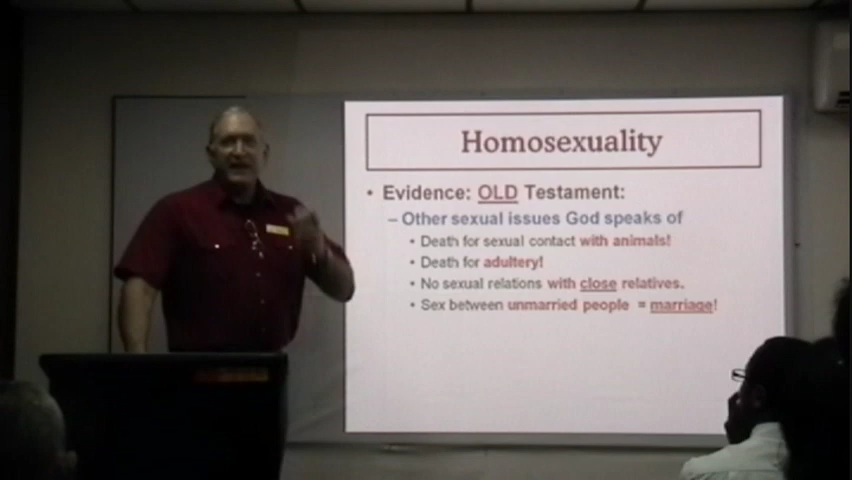 Homosexuality
• Evidence: OLD Testament:
– Other sexual issues God speaks of
• Death for sexual contact with animals!
• Death for adultery!
• No sexual relations with close relatives.
• Sex between unmarried people = marriage!